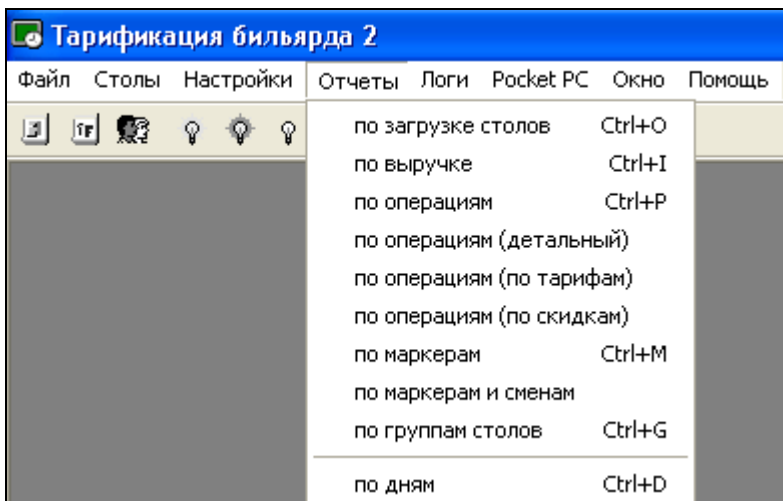 Тарификация бильярда 2
Файл Столы Настройки Отчеты Логи Pocket PC Окно Помощь
по загрузке столов Ctrl+O
по выручке Ctrl+I
по операциям Ctrl+P
по операциям (детальный)
по операциям (по тарифам)
по операциям (по скидкам)
по маркерам Ctrl+M
по маркерам и сменам
по группам столов Ctrl+G
по дням Ctrl+D